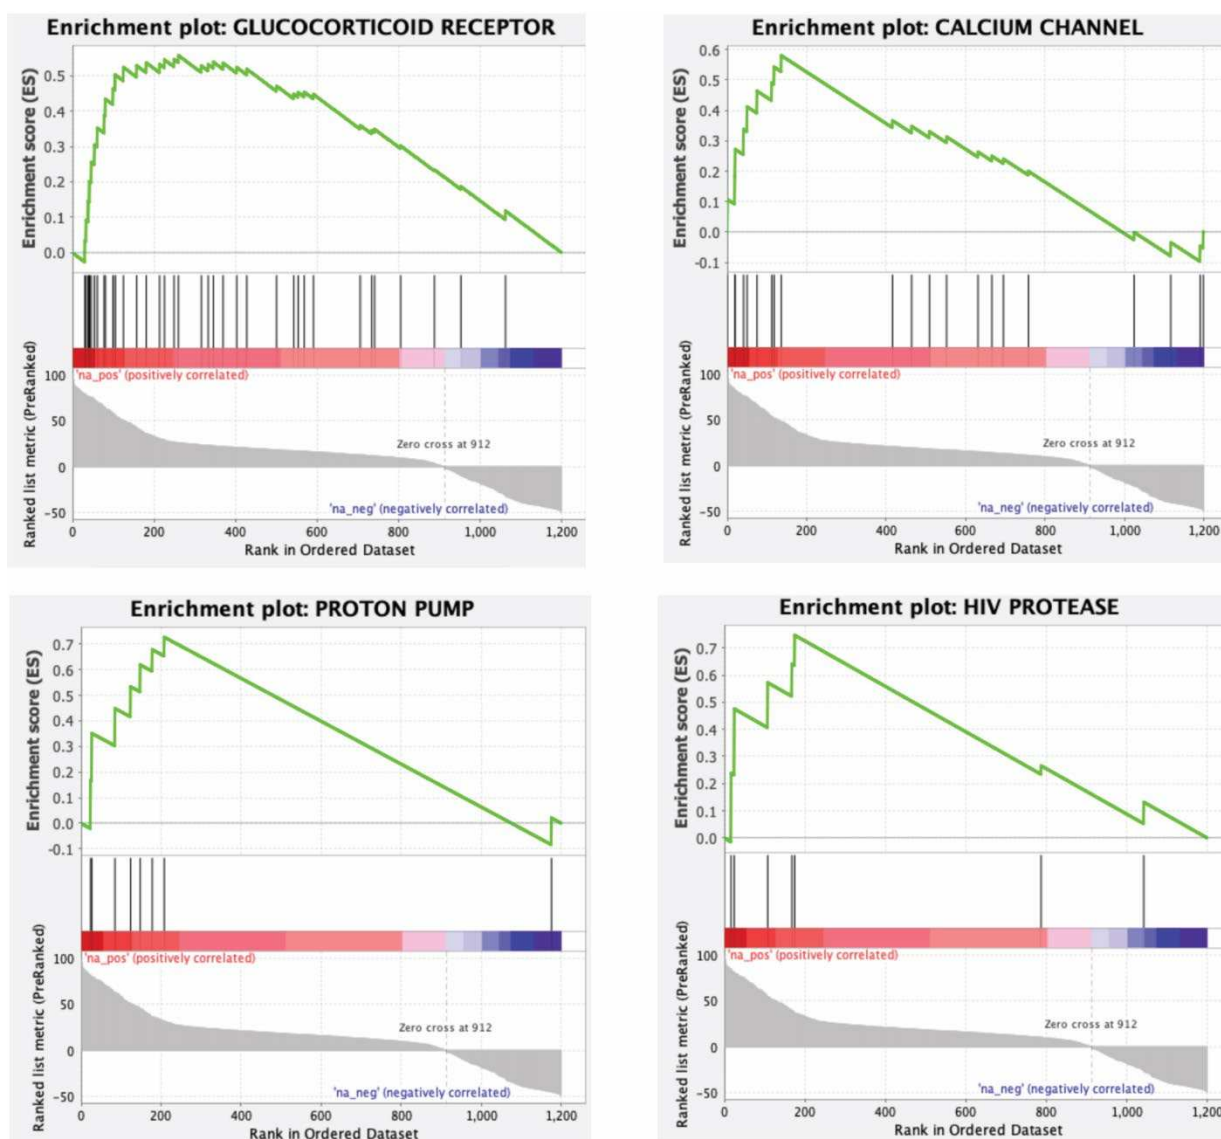 Enrichment plot: GLUCOCORTICOID RECEPTOR
Enrichment score (ES)
0.5
0.4
0.3
0.2
0.1
0.0
'na_pos' (positively correlated)
Ranked list metric (PreRanked)
100
50
0
-50
Zero cross at 912
'na_neg' (negatively correlated)
0 200 400 600 800 1,000 1,200
Rank in Ordered Dataset
Enrichment plot: CALCIUM CHANNEL
Enrichment score (ES)
0.6
0.5
0.4
0.3
0.2
0.1
0.0
-0.1
'na_pos' (positively correlated)
Ranked list metric (PreRanked)
100
50
0
-50
Zero cross at 912
'na_neg' (negatively correlated)
0 200 400 600 800 1,000 1,200
Rank in Ordered Dataset
Enrichment plot: PROTON PUMP
Enrichment score (ES)
0.7
0.6
0.5
0.4
0.3
0.2
0.1
0.0
-0.1
'na_pos' (positively correlated)
Ranked list metric (PreRanked)
100
50
0
-50
Zero cross at 912
'na_neg' (negatively correlated)
0 200 400 600 800 1,000 1,200
Rank in Ordered Dataset
Enrichment plot: HIV PROTEASE
Enrichment score (ES)
0.7
0.6
0.5
0.4
0.3
0.2
0.1
0.0
'na_pos' (positively correlated)
Ranked list metric (PreRanked)
100
50
0
-50
Zero cross at 912
'na_neg' (negatively correlated)
0 200 400 600 800 1,000 1,200
Rank in Ordered Dataset